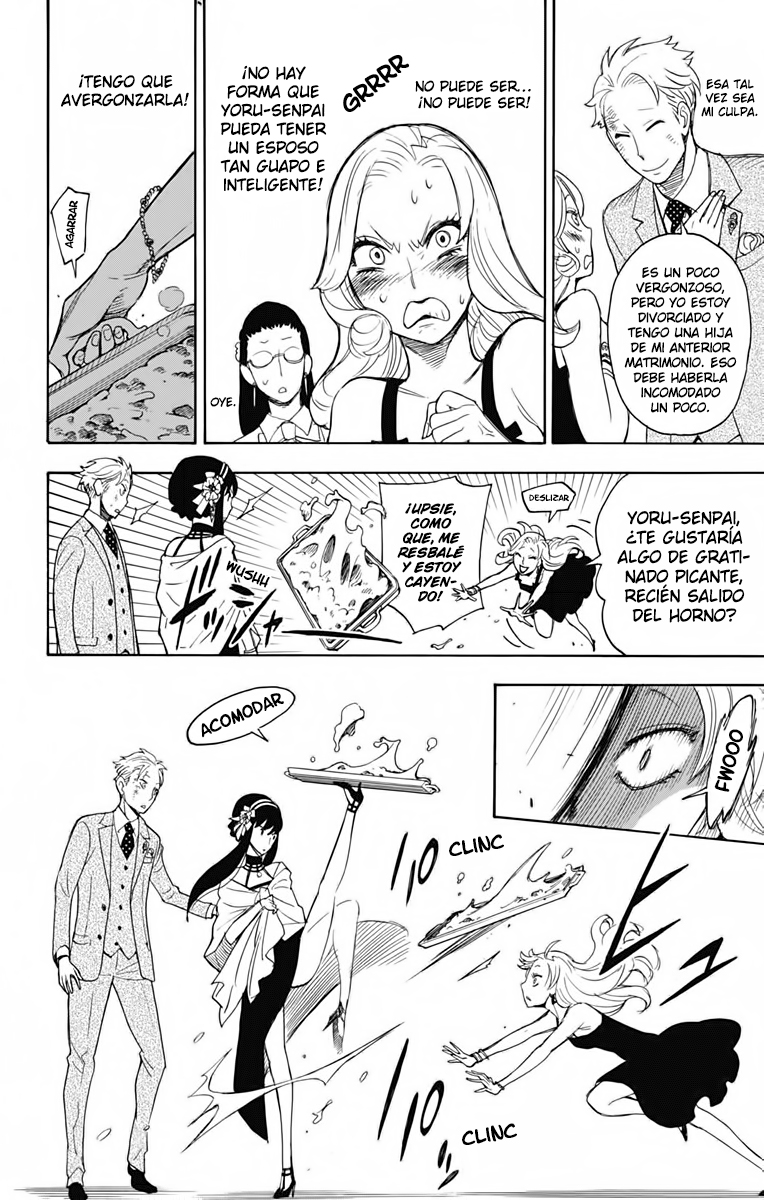 ESA TAL
VEZ SEA
MI CULPA.
ES UN POCO
VERGONZOSO,
PERO YO ESTOY
DIVORCIADO Y
TENGO UNA HIJA
DE MI ANTERIOR
MATRIMONIO. ESO
DEBE HABERLA
INCOMODADO
UN POCO.
NO PUEDE SER...
¡NO PUEDE SER!
GRRRR
¡NO HAY
FORMA QUE
YORU-SENPAI
PUEDA TENER
UN ESPOSO
TAN GUAPO E
INTELIGENTE!
OYE.
¡TENGO QUE
AVERGONZARLA!
AGARRAR
YORU-SENPAI,
¿TE GUSTARÍA
ALGO DE GRATI-
NADO PICANTE,
RECIÉN SALIDO
DEL HORNO?
DESLIZAR
¡UPSIE,
COMO
QUE, ME
RESBALÉ
Y ESTOY
CAYEN-
DO!
WUSHH
ドッ
FWOOO
ACOMODAR
CLINC
CLINC